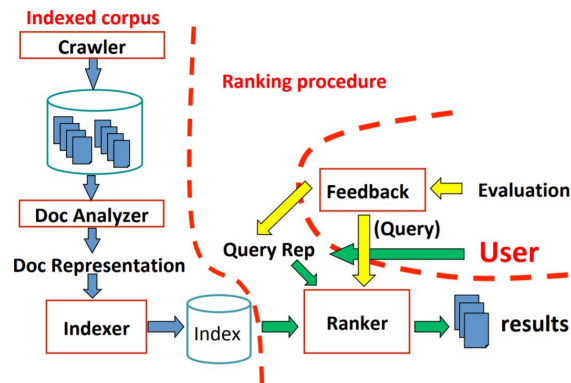 Indexed corpus
Crawler
Ranking procedure
Feedback
Evaluation
Doc Analyzer
(Query)
Query Rep
User
Doc Representation
Indexer
Index
Ranker
results